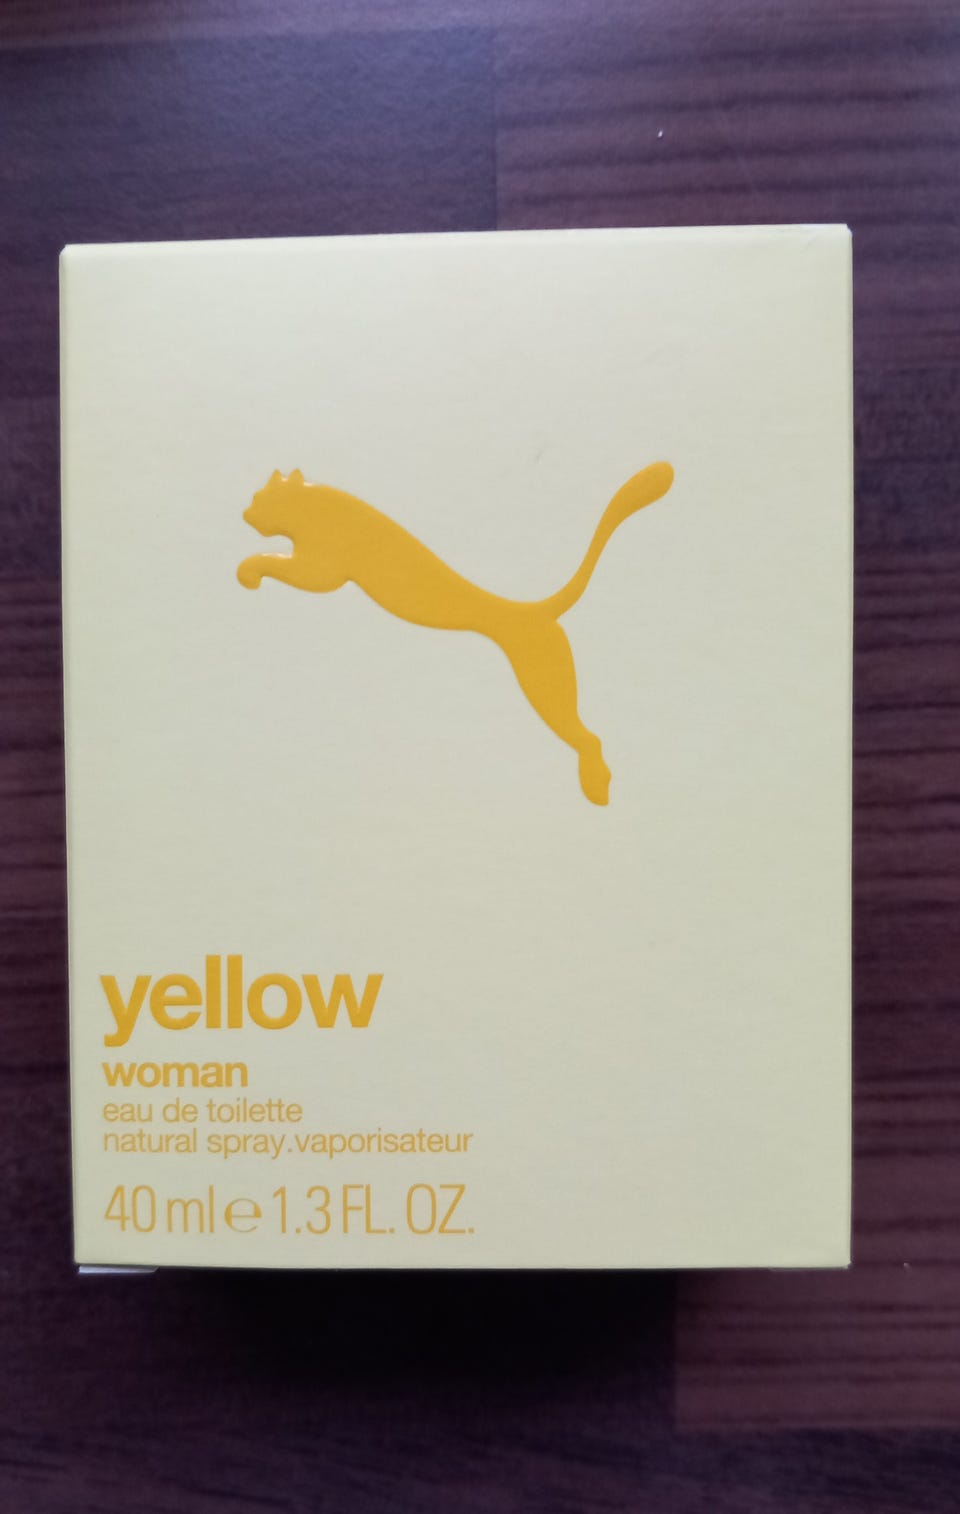 yellow
woman
eau de toilette
natural spray.vaporisateur
40 ml ℮ 1.3 FL. OZ.